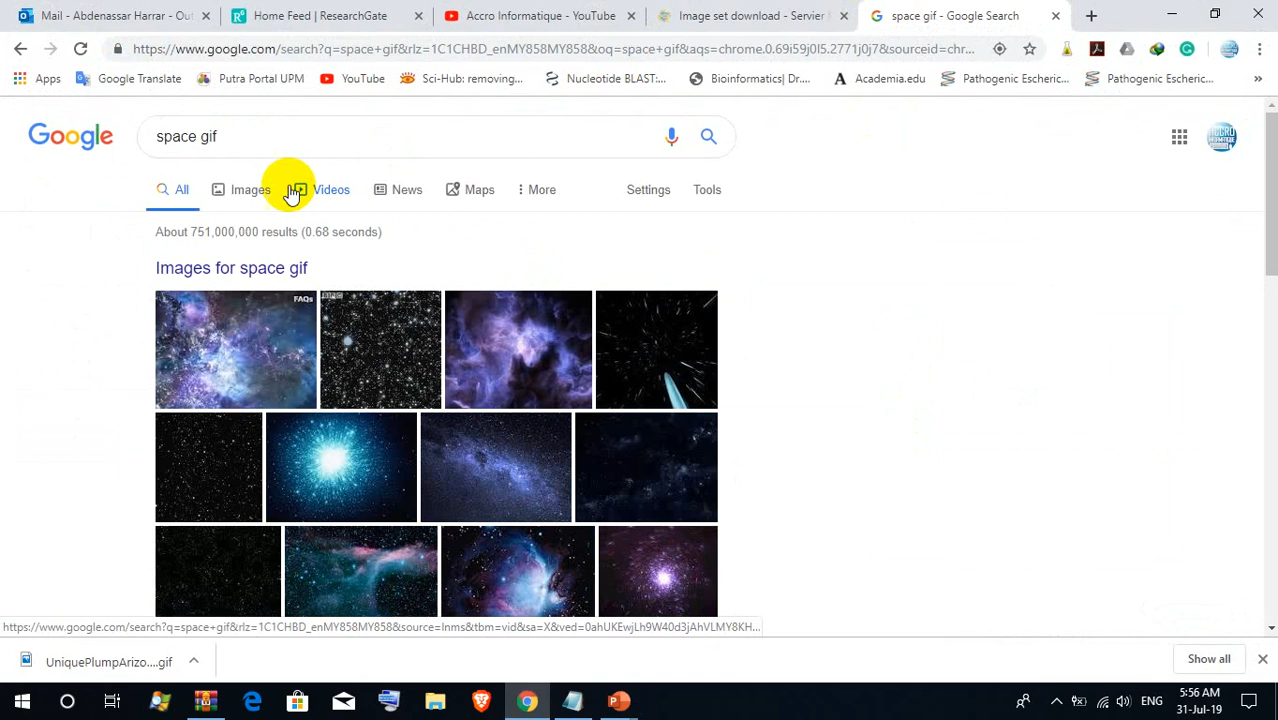 Mail - Abdenassar Harrar - Out
Home Feed | ResearchGate
Accro Informatique - YouTube
Image set download - Servier
space gif - Google Search
https://www.google.com/search?q=space+gif&rlz=1C1CHBD_enMY858MY858&oq=space+gif&aqs=chrome.0.69i59j0l5.2771j0j7&sourceid=chr...
Apps
Google Translate
Putra Portal UPM
YouTube
Sci-Hub: removing...
Nucleotide BLAST:...
Bioinformatics| Dr....
Academia.edu
Pathogenic Escheric...
Pathogenic Escheric...
Google
space gif
All
Images
Videos
News
Maps
More
Settings
Tools
About 751,000,000 results (0.68 seconds)
Images for space gif
FAQs
https://www.google.com/search?q=space+gif&rlz=1C1CHBD_enMY858MY858&source=lnms&tbm=vid&sa=X&ved=0ahUKEwjLh9W40d3jAhVLMY8KH...
UniquePlumpArizo....gif
Show all
ENG
5:56 AM
31-Jul-19